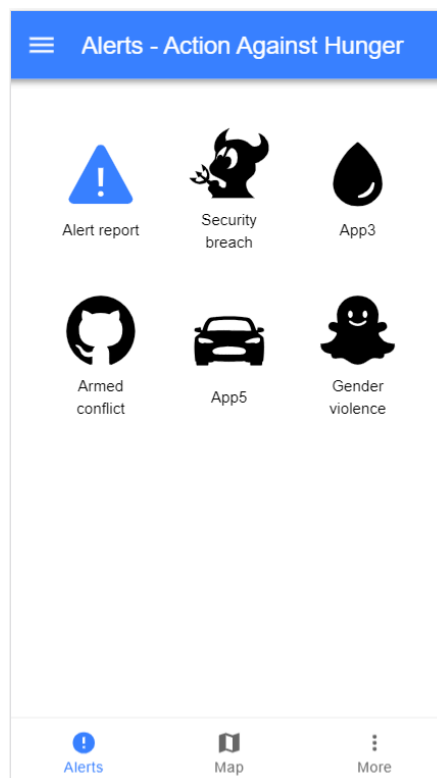 Alerts - Action Against Hunger
Alert report
Security
breach
App3
Armed
conflict
App5
Gender
violence
Alerts
Map
More